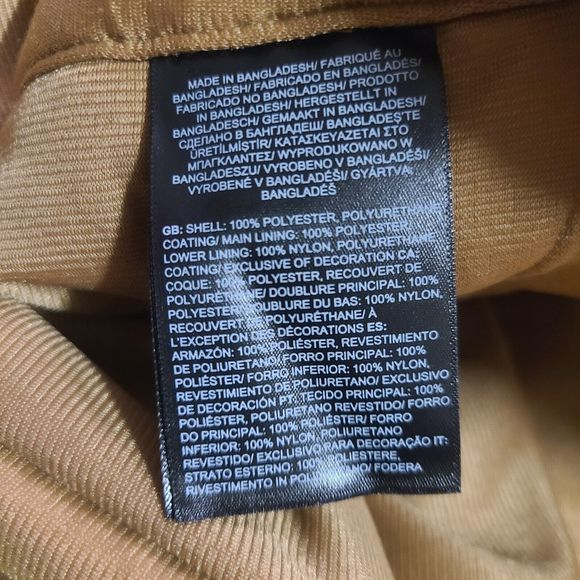 MADE IN BANGLADESH/ FABRIQUÉ AU
BANGLADESH/ FABRICADO EN BANGLADÉS/
FABRICADO NO BANGLADESH/ PRODOTTO
IN BANGLADESH/ HERGESTELLT IN
BANGLADESCH/ GEMAAKT IN BANGLADESH/
СДЕЛАНО В БАНГЛАДЕШ/ BANGLADEŞ'TE
ÜRETİLMİŞTİR/ ΚΑΤΑΣΚΕΥΑΖΕΤΑΙ ΣΤΟ
ΜΠΑΓΚΛΑΝΤΕΣ/ WYPRODUKOWANO W
BANGLADESZU/ VYROBENO V BANGLADÉŠI/
VYROBENÉ V BANGLADÉŠI/ GYÁRTVA:
BANGLADÉS
GB: SHELL: 100% POLYESTER, POLYURETHANE
COATING/ MAIN LINING: 100% POLYESTER/
LOWER LINING: 100% NYLON, POLYURETHANE
COATING/ EXCLUSIVE OF DECORATION CA:
COQUE: 100% POLYESTER, RECOUVERT DE
POLYURÉTHANE/ DOUBLURE PRINCIPAL: 100%
POLYESTER/ DOUBLURE DU BAS: 100% NYLON,
RECOUVERT POLYURÉTHANE/ À
L'EXCEPTION DE DÉCORATIONS ES:
ARMAZÓN: 100% POLIÉSTER, REVESTIMIENTO
DE POLIURETANO/ FORRO PRINCIPAL: 100%
POLIÉSTER/ FORRO INFERIOR: 100% NYLON,
REVESTIMIENTO DE POLIURETANO/ EXCLUSIVO
DE DECORACIÓN PT: TECIDO PRINCIPAL: 100%
POLIÉSTER, POLIURETANO REVESTIDO/ FORRO
DO PRINCIPAL: 100% POLIÉSTER/ FORRO
INFERIOR: 100% NYLON, POLIURETANO
REVESTIDO/ EXCLUSIVO PARA DECORAÇÃO IT:
STRATO ESTERNO: 100% POLIESTERE,
RIVESTIMENTO IN POLIURETANO/ FODERA